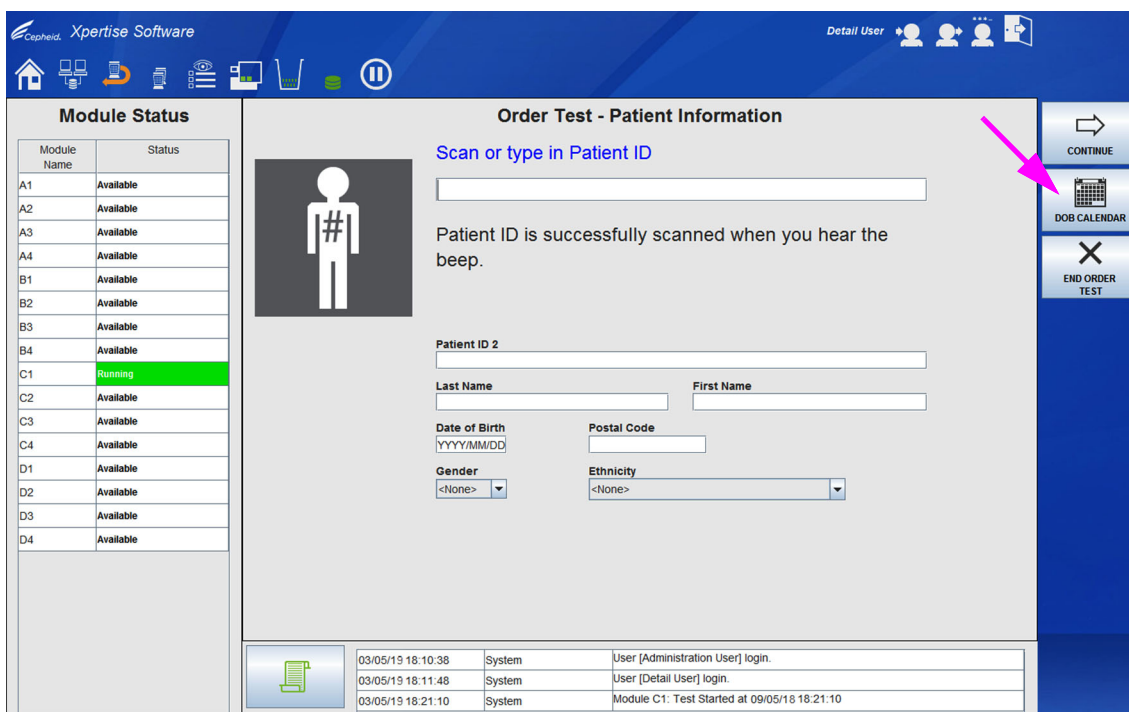 Cepheid. Xpertise Software
Detail User
Module Status
Module Name Status
A1 Available
A2 Available
A3 Available
A4 Available
B1 Available
B2 Available
B3 Available
B4 Available
C1 Running
C2 Available
C3 Available
C4 Available
D1 Available
D2 Available
D3 Available
D4 Available
Order Test - Patient Information
Scan or type in Patient ID
#
Patient ID is successfully scanned when you hear the
beep.
Patient ID 2
Last Name First Name
Date of Birth Postal Code
YYYY/MM/DD
Gender Ethnicity
<None> <None>
CONTINUE
DOB CALENDAR
END ORDER
TEST
03/05/19 18:10:38 System User [Administration User] login.
03/05/19 18:11:48 System User [Detail User] login.
03/05/19 18:21:10 System Module C1: Test Started at 09/05/18 18:21:10